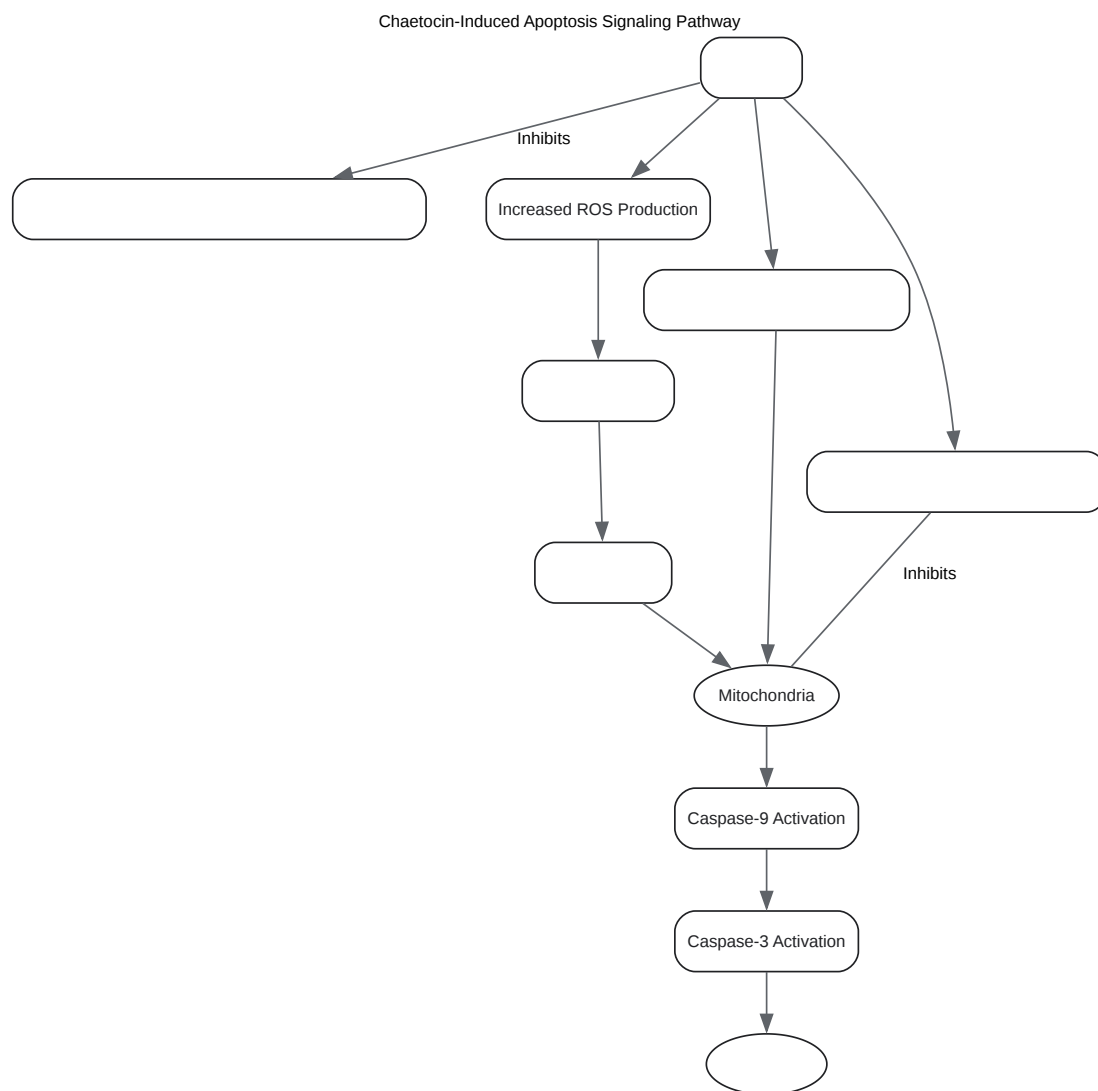 Chaetocin-Induced Apoptosis Signaling Pathway
Inhibits
Increased ROS Production
Inhibits
Mitochondria
Caspase-9 Activation
Caspase-3 Activation